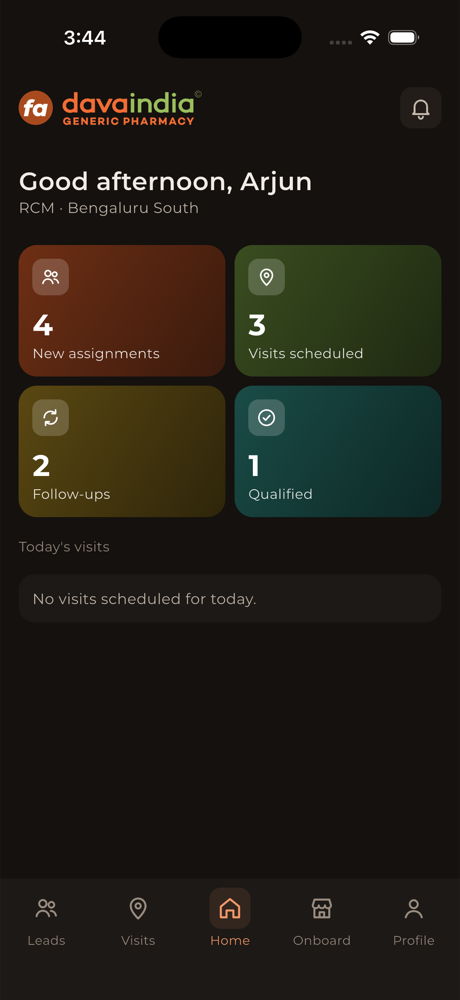 3:44
fa davaindia©
GENERIC PHARMACY
Good afternoon, Arjun
RCM · Bengaluru South
4
New assignments
3
Visits scheduled
2
Follow-ups
1
Qualified
Today's visits
No visits scheduled for today.
Leads
Visits
Home
Onboard
Profile